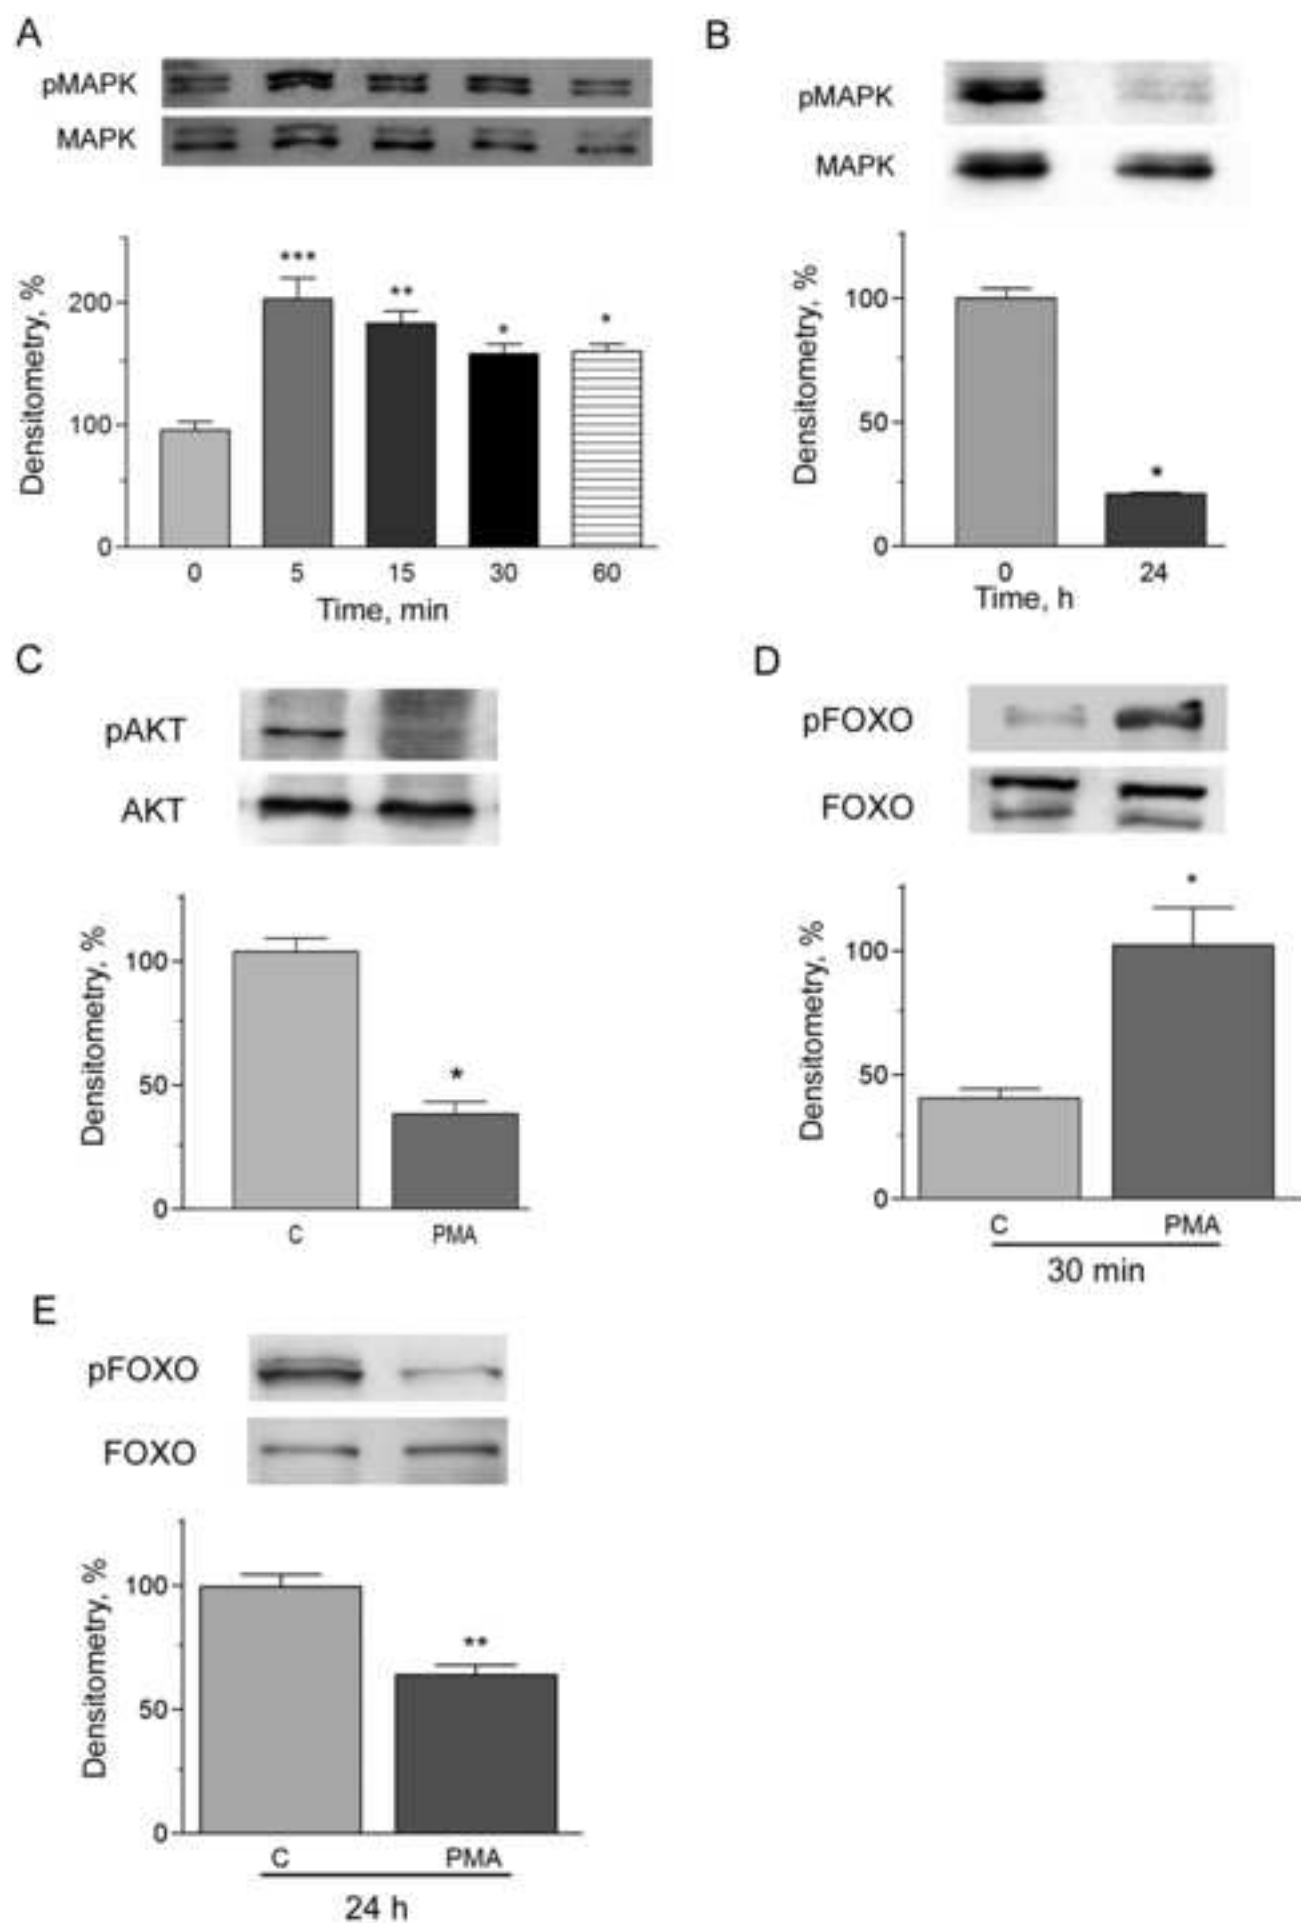 A
pMAPK
MAPK
Densitometry, %
200
100
0
***
**
*
*
0 5 15 30 60
Time, min
B
pMAPK
MAPK
Densitometry, %
100
50
0
*
0 24
Time, h
C
pAKT
AKT
Densitometry, %
100
50
0
*
C PMA
D
pFOXO
FOXO
Densitometry, %
100
50
0
*
C PMA
30 min
E
pFOXO
FOXO
Densitometry, %
100
50
0
**
C PMA
24 h